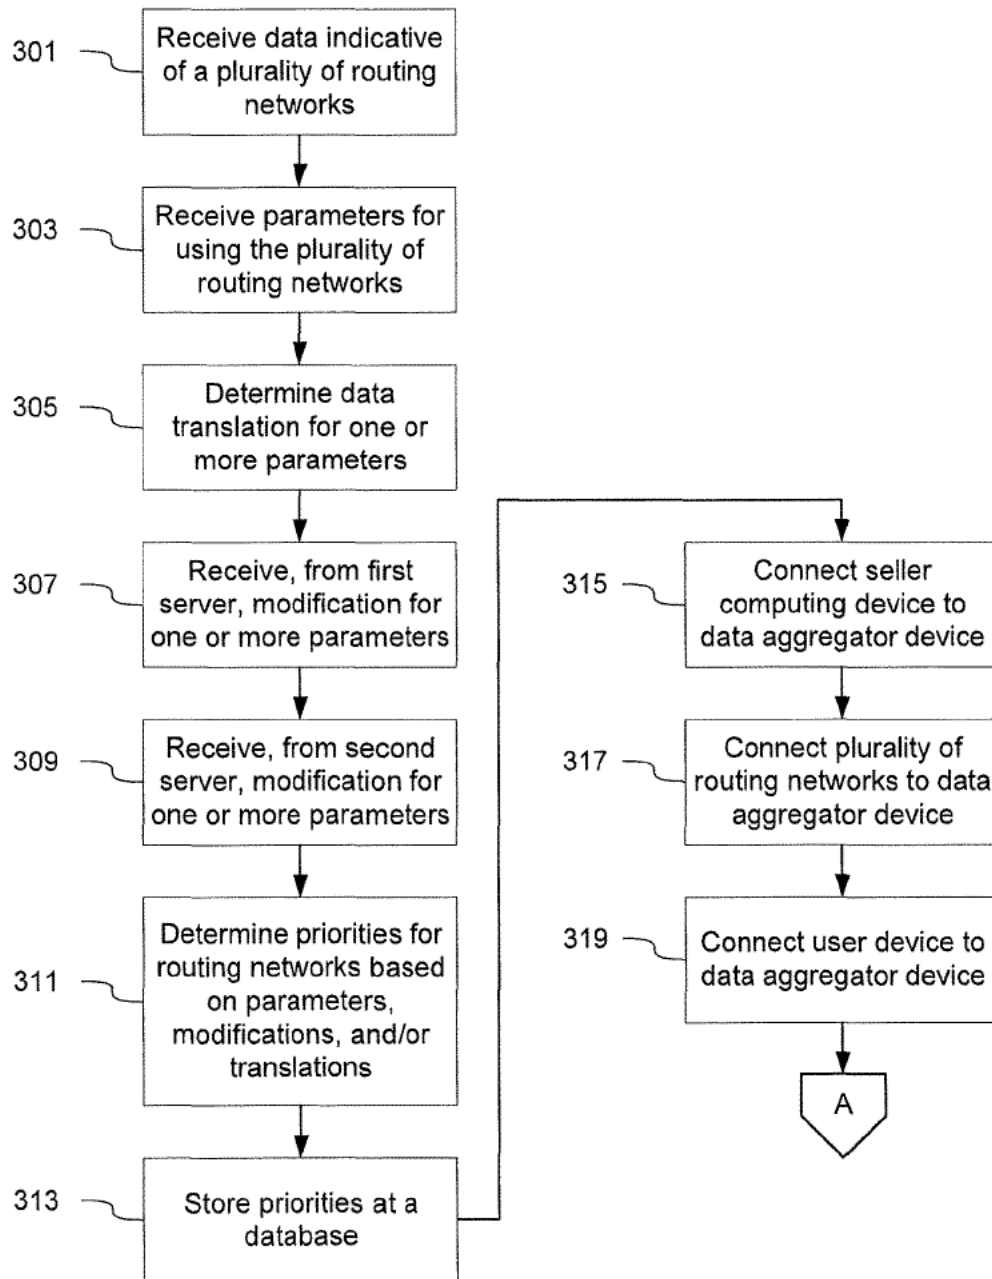 301
Receive data indicative
of a plurality of routing
networks
303
Receive parameters for
using the plurality of
routing networks
305
Determine data
translation for one or
more parameters
307
Receive, from first
server, modification for
one or more parameters
309
Receive, from second
server, modification for
one or more parameters
311
Determine priorities for
routing networks based
on parameters,
modifications, and/or
translations
313
Store priorities at a
database
315
Connect seller
computing device to
data aggregator device
317
Connect plurality of
routing networks to data
aggregator device
319
Connect user device to
data aggregator device
A